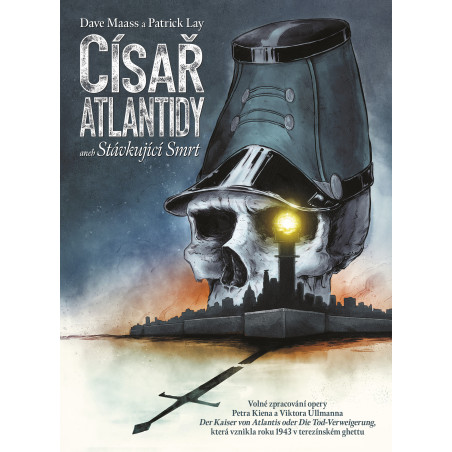 Dave Maass a Patrick Lay
CÍSAŘ
ATLANTIDY
aneb Stávkující Smrt
Volné zpracování opery
Petra Kiena a Viktora Ullmanna
Der Kaiser von Atlantis oder Die Tod-Verweigerung,
která vznikla roku 1943 v terezínském ghettu